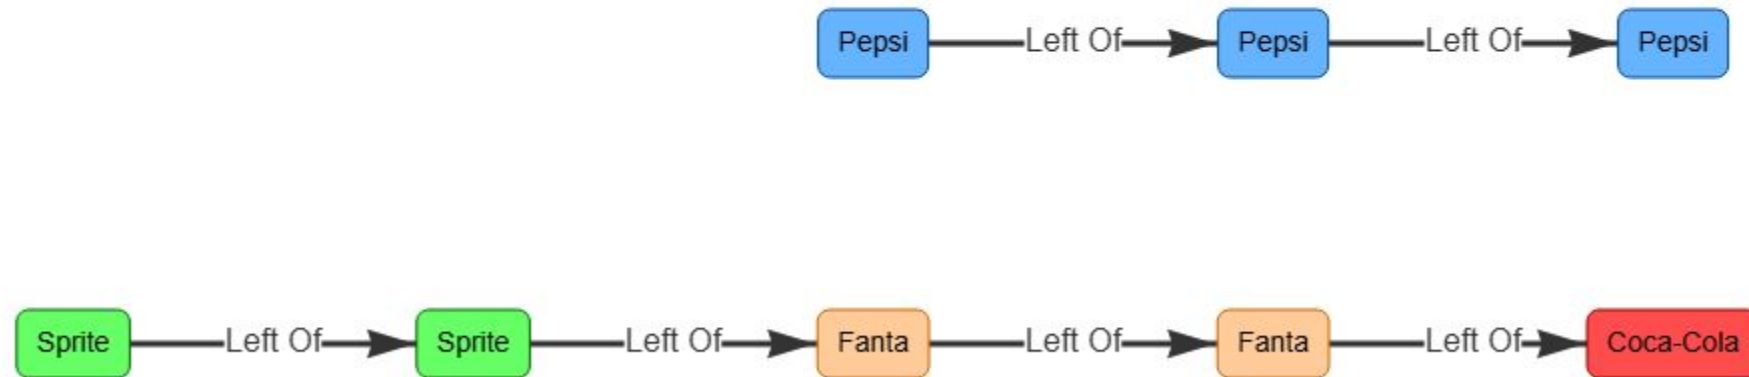 Pepsi Left Of Pepsi Left Of Pepsi
Sprite Left Of Sprite Left Of Fanta Left Of Fanta Left Of Coca-Cola